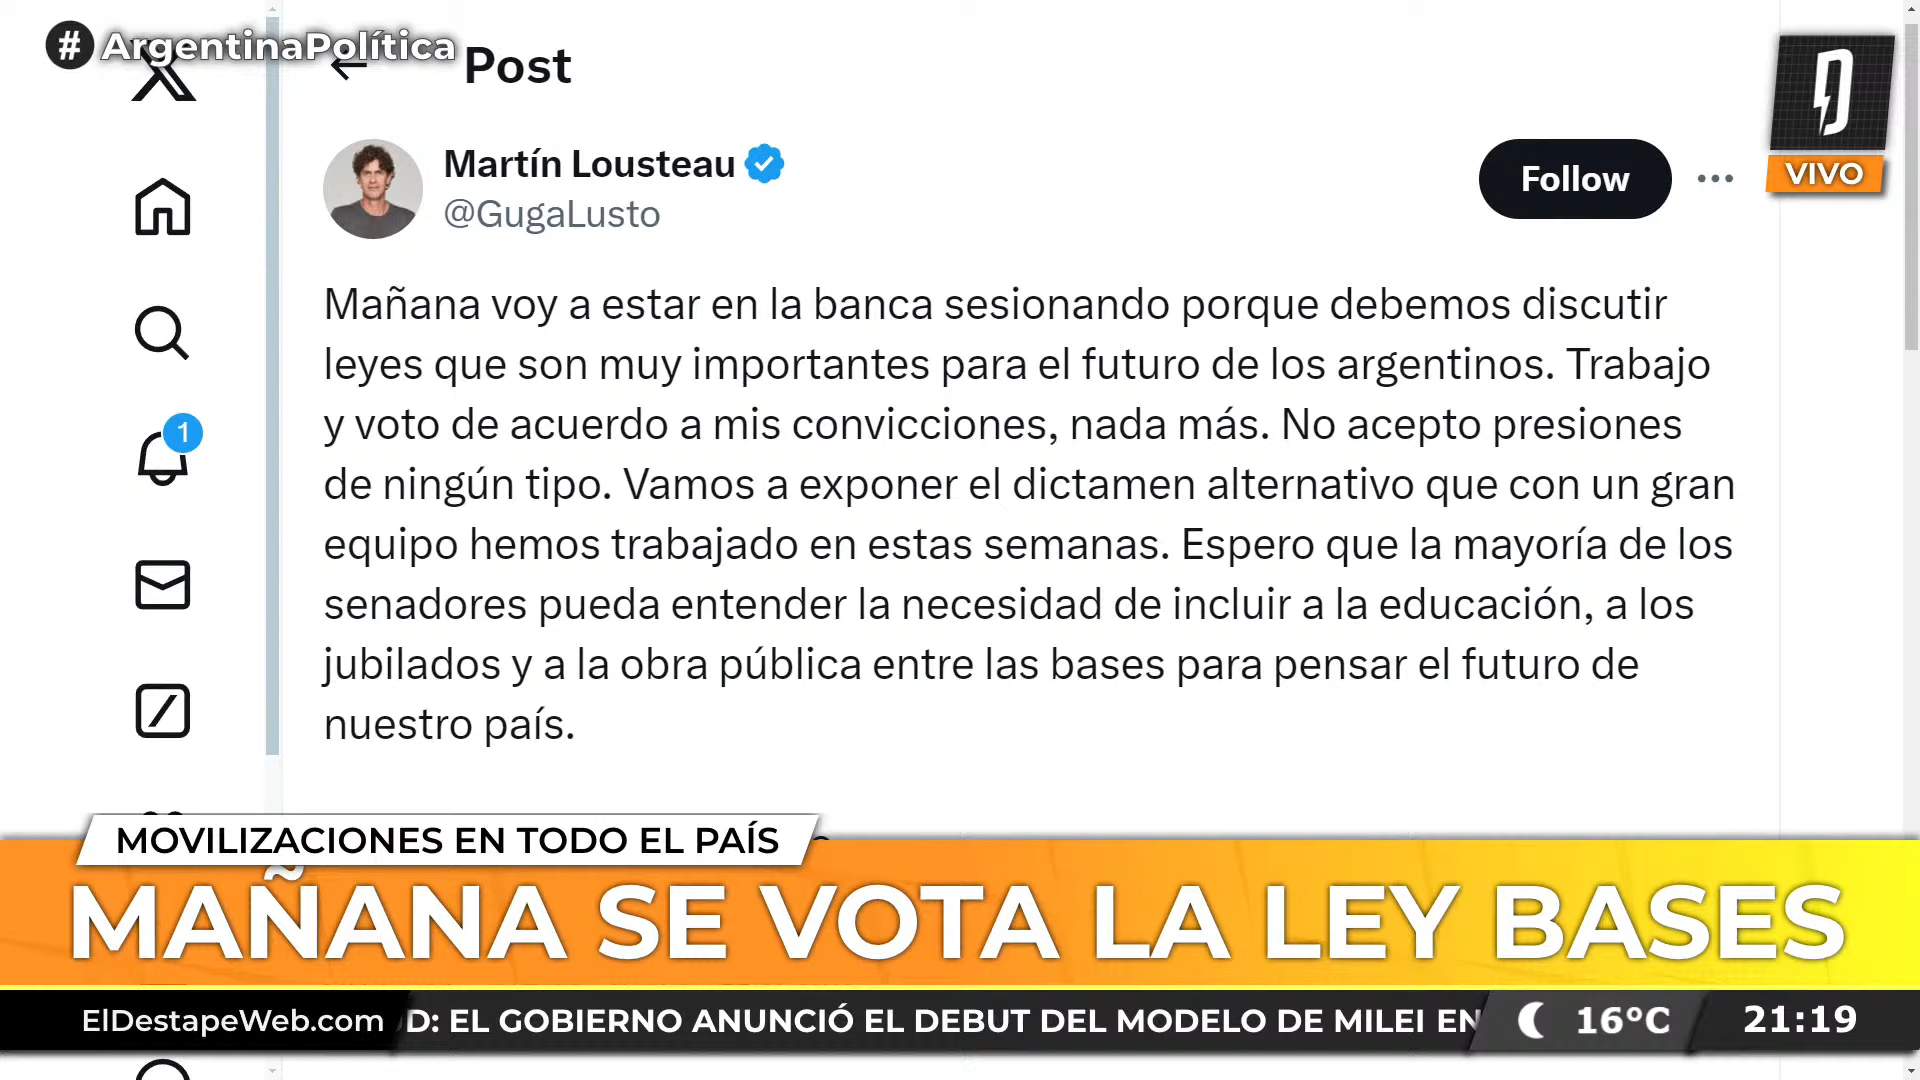 # ArgentinaPolítica
Post
Martín Lousteau
@GugaLusto
Follow
VIVO
1
Mañana voy a estar en la banca sesionando porque debemos discutir
leyes que son muy importantes para el futuro de los argentinos. Trabajo
y voto de acuerdo a mis convicciones, nada más. No acepto presiones
de ningún tipo. Vamos a exponer el dictamen alternativo que con un gran
equipo hemos trabajado en estas semanas. Espero que la mayoría de los
senadores pueda entender la necesidad de incluir a la educación, a los
jubilados y a la obra pública entre las bases para pensar el futuro de
nuestro país.
MOVILIZACIONES EN TODO EL PAÍS
MAÑANA SE VOTA LA LEY BASES
ElDestapeWeb.com D: EL GOBIERNO ANUNCIÓ EL DEBUT DEL MODELO DE MILEI EN 16°C 21:19